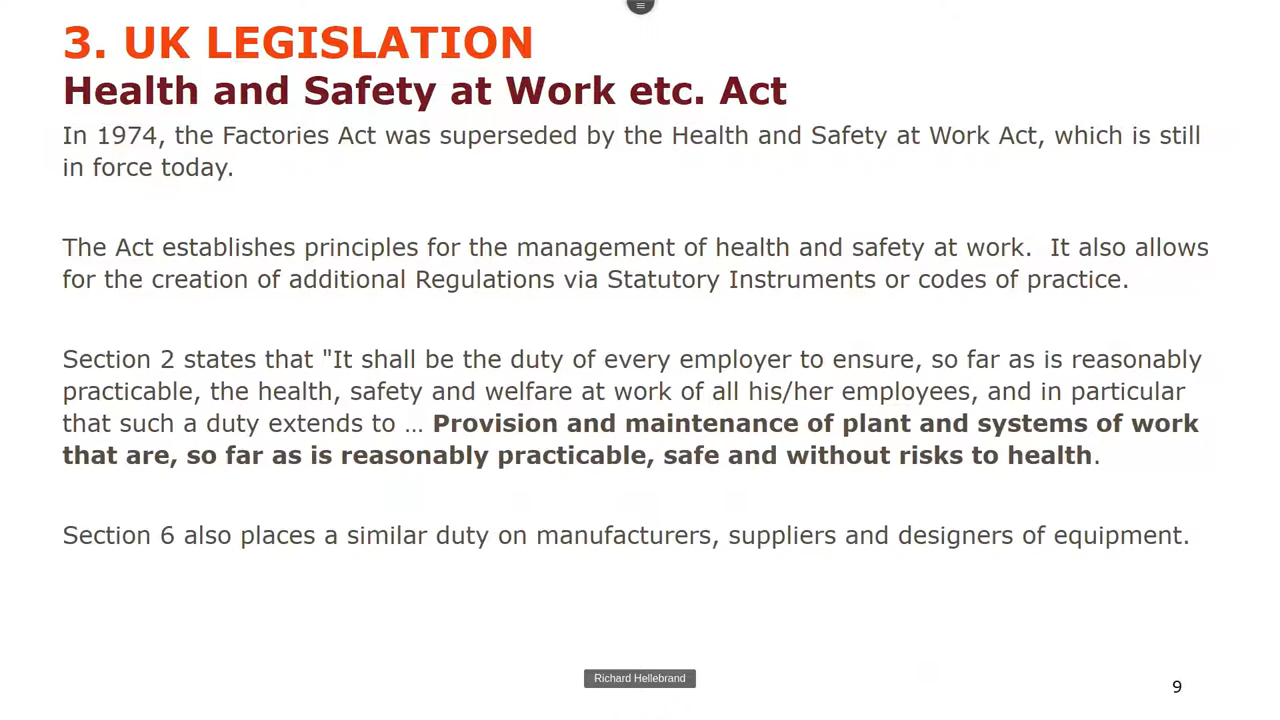 3. UK LEGISLATION
Health and Safety at Work etc. Act
In 1974, the Factories Act was superseded by the Health and Safety at Work Act, which is still
in force today.
The Act establishes principles for the management of health and safety at work.  It also allows
for the creation of additional Regulations via Statutory Instruments or codes of practice.
Section 2 states that "It shall be the duty of every employer to ensure, so far as is reasonably
practicable, the health, safety and welfare at work of all his/her employees, and in particular
that such a duty extends to … Provision and maintenance of plant and systems of work
that are, so far as is reasonably practicable, safe and without risks to health.
Section 6 also places a similar duty on manufacturers, suppliers and designers of equipment.
Richard Hellebrand
9